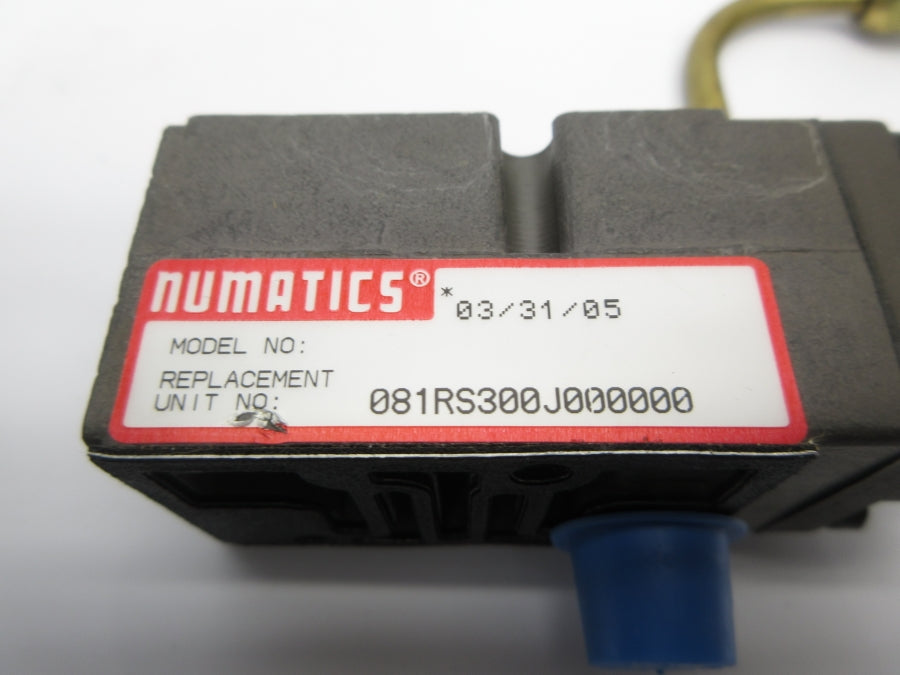 NUMATICS® * 03/31/05
MODEL NO:
REPLACEMENT
UNIT NO: 081RS300J000000